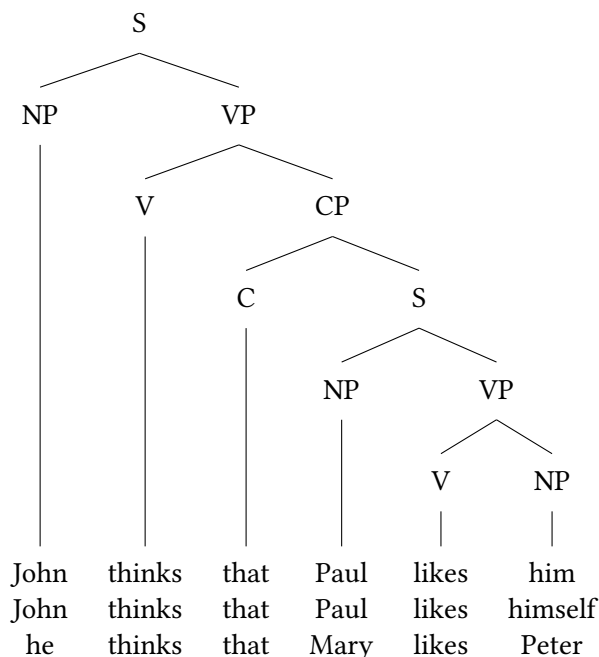 S
NP VP
V CP
C S
NP VP
V NP
John thinks that Paul likes him
John thinks that Paul likes himself
he thinks that Mary likes Peter